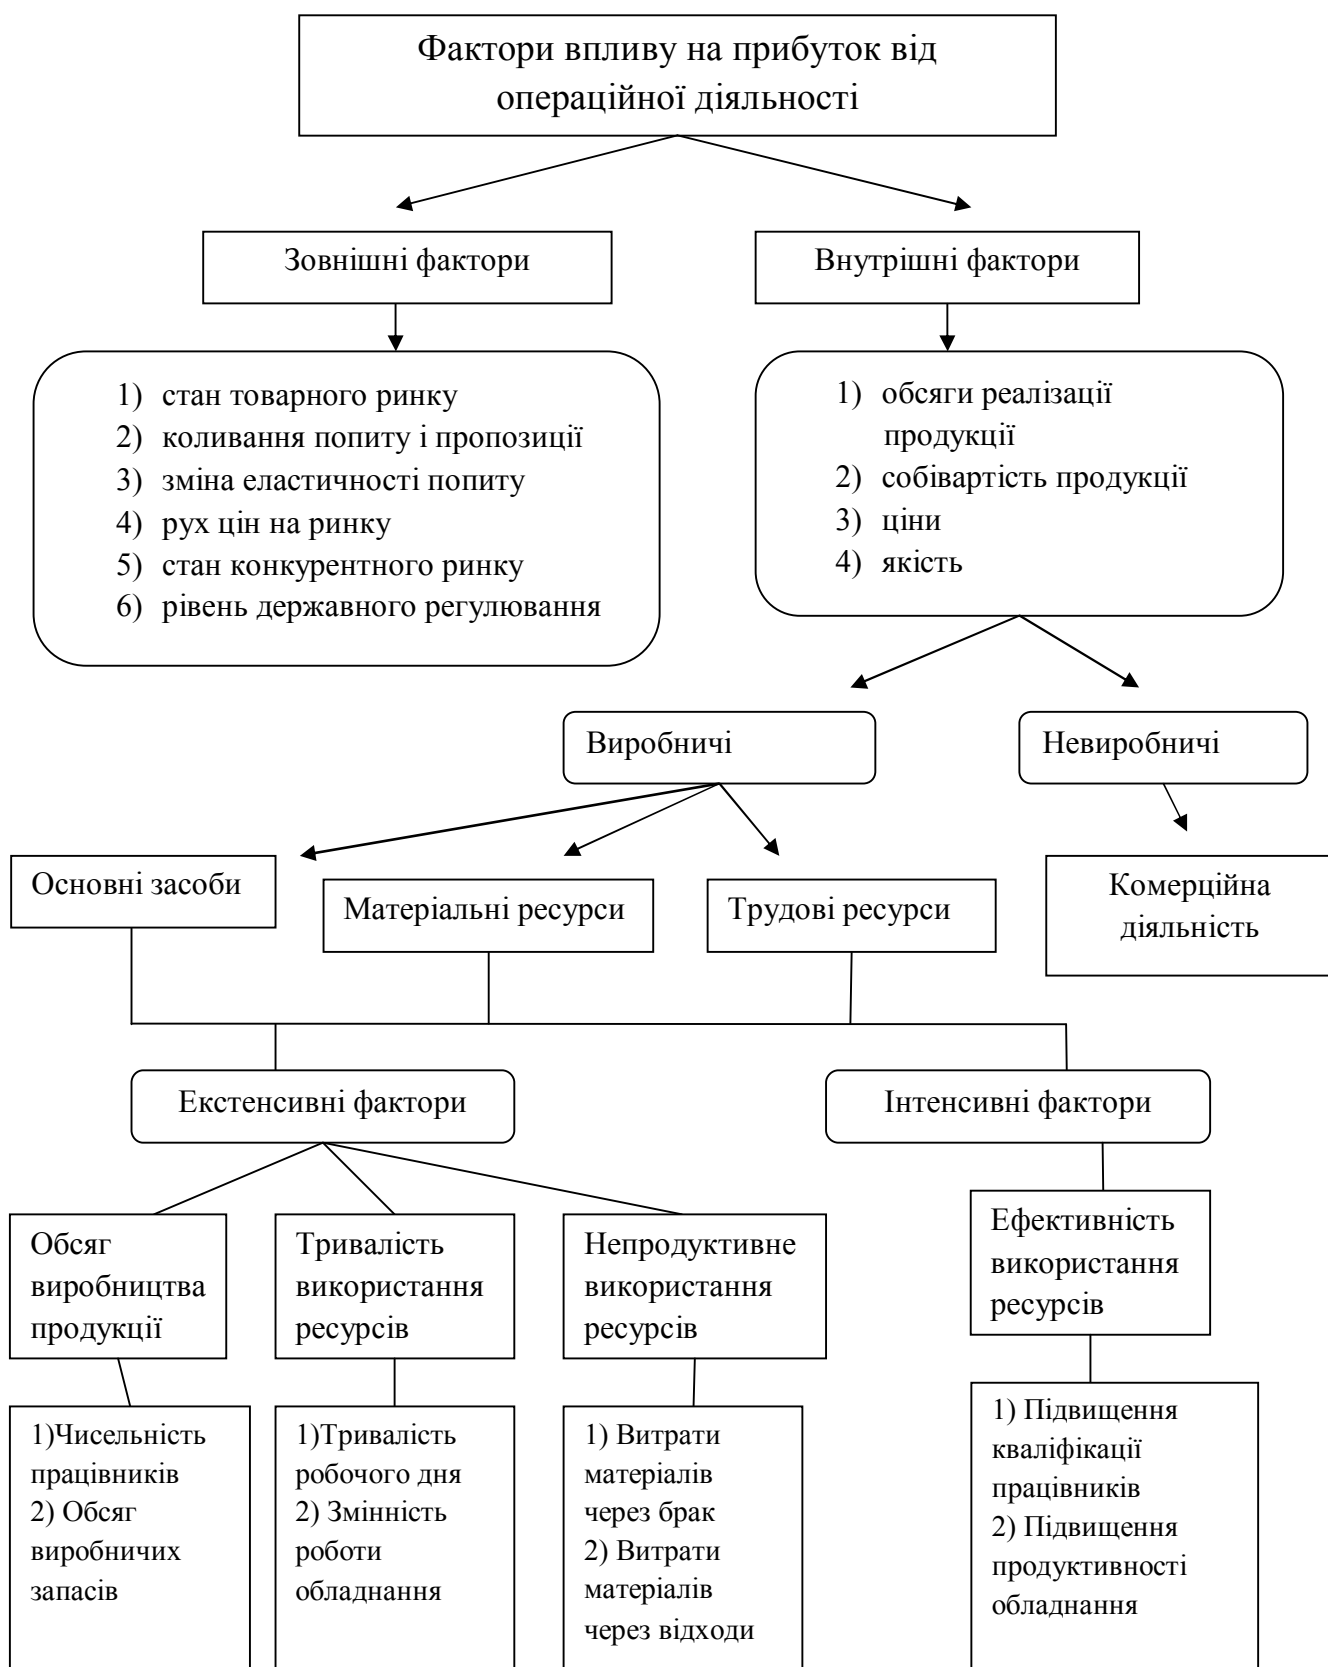 Фактори впливу на прибуток від
операційної діяльності
Зовнішні фактори
Внутрішні фактори
1) стан товарного ринку
2) коливання попиту і пропозиції
3) зміна еластичності попиту
4) рух цін на ринку
5) стан конкурентного ринку
6) рівень державного регулювання
1) обсяги реалізації
продукції
2) собівартість продукції
3) ціни
4) якість
Виробничі
Невиробничі
Основні засоби
Матеріальні ресурси
Трудові ресурси
Комерційна
діяльність
Екстенсивні фактори
Інтенсивні фактори
Обсяг
виробництва
продукції
Тривалість
використання
ресурсів
Непродуктивне
використання
ресурсів
Ефективність
використання
ресурсів
1)Чисельність
працівників
2) Обсяг
виробничих
запасів
1)Тривалість
робочого дня
2) Змінність
роботи
обладнання
1) Витрати
матеріалів
через брак
2) Витрати
матеріалів
через відходи
1) Підвищення
кваліфікації
працівників
2) Підвищення
продуктивності
обладнання